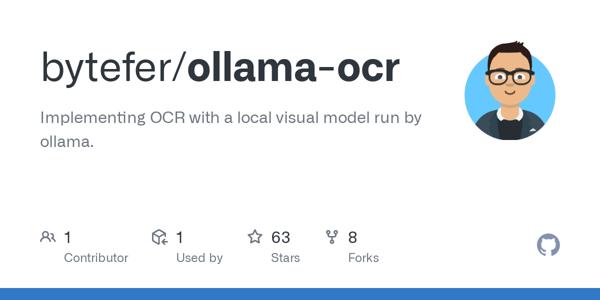 bytefer/ollama-ocr
Implementing OCR with a local visual model run by
ollama.
1
Contributor
1
Used by
63
Stars
8
Forks